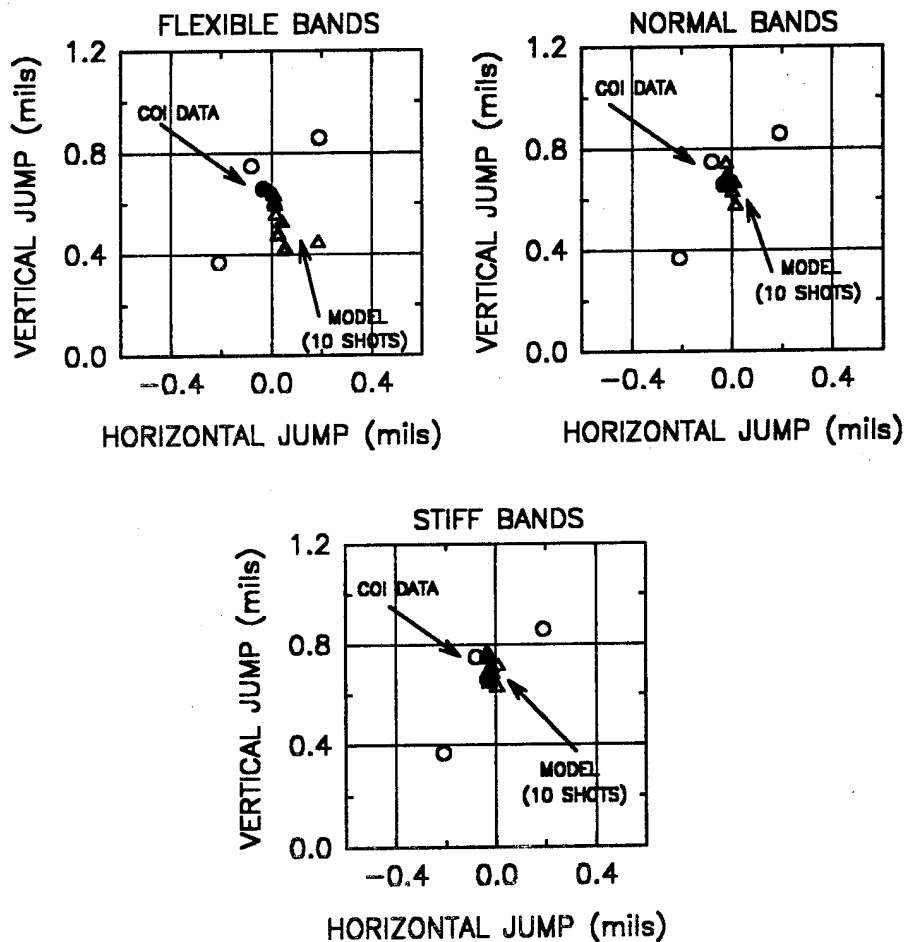 FLEXIBLE BANDS
VERTICAL JUMP (mils)
1.2
0.8
0.4
0.0
COI DATA
MODEL
(10 SHOTS)
−0.4 0.0 0.4
HORIZONTAL JUMP (mils)
NORMAL BANDS
VERTICAL JUMP (mils)
1.2
0.8
0.4
0.0
COI DATA
MODEL
(10 SHOTS)
−0.4 0.0 0.4
HORIZONTAL JUMP (mils)
STIFF BANDS
VERTICAL JUMP (mils)
1.2
0.8
0.4
0.0
COI DATA
MODEL
(10 SHOTS)
−0.4 0.0 0.4
HORIZONTAL JUMP (mils)